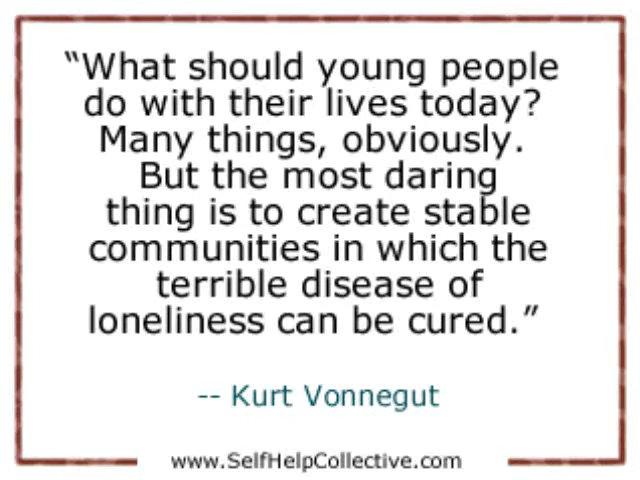 “What should young people
do with their lives today?
Many things, obviously.
But the most daring
thing is to create stable
communities in which the
terrible disease of
loneliness can be cured.”
-- Kurt Vonnegut
www.SelfHelpCollective.com